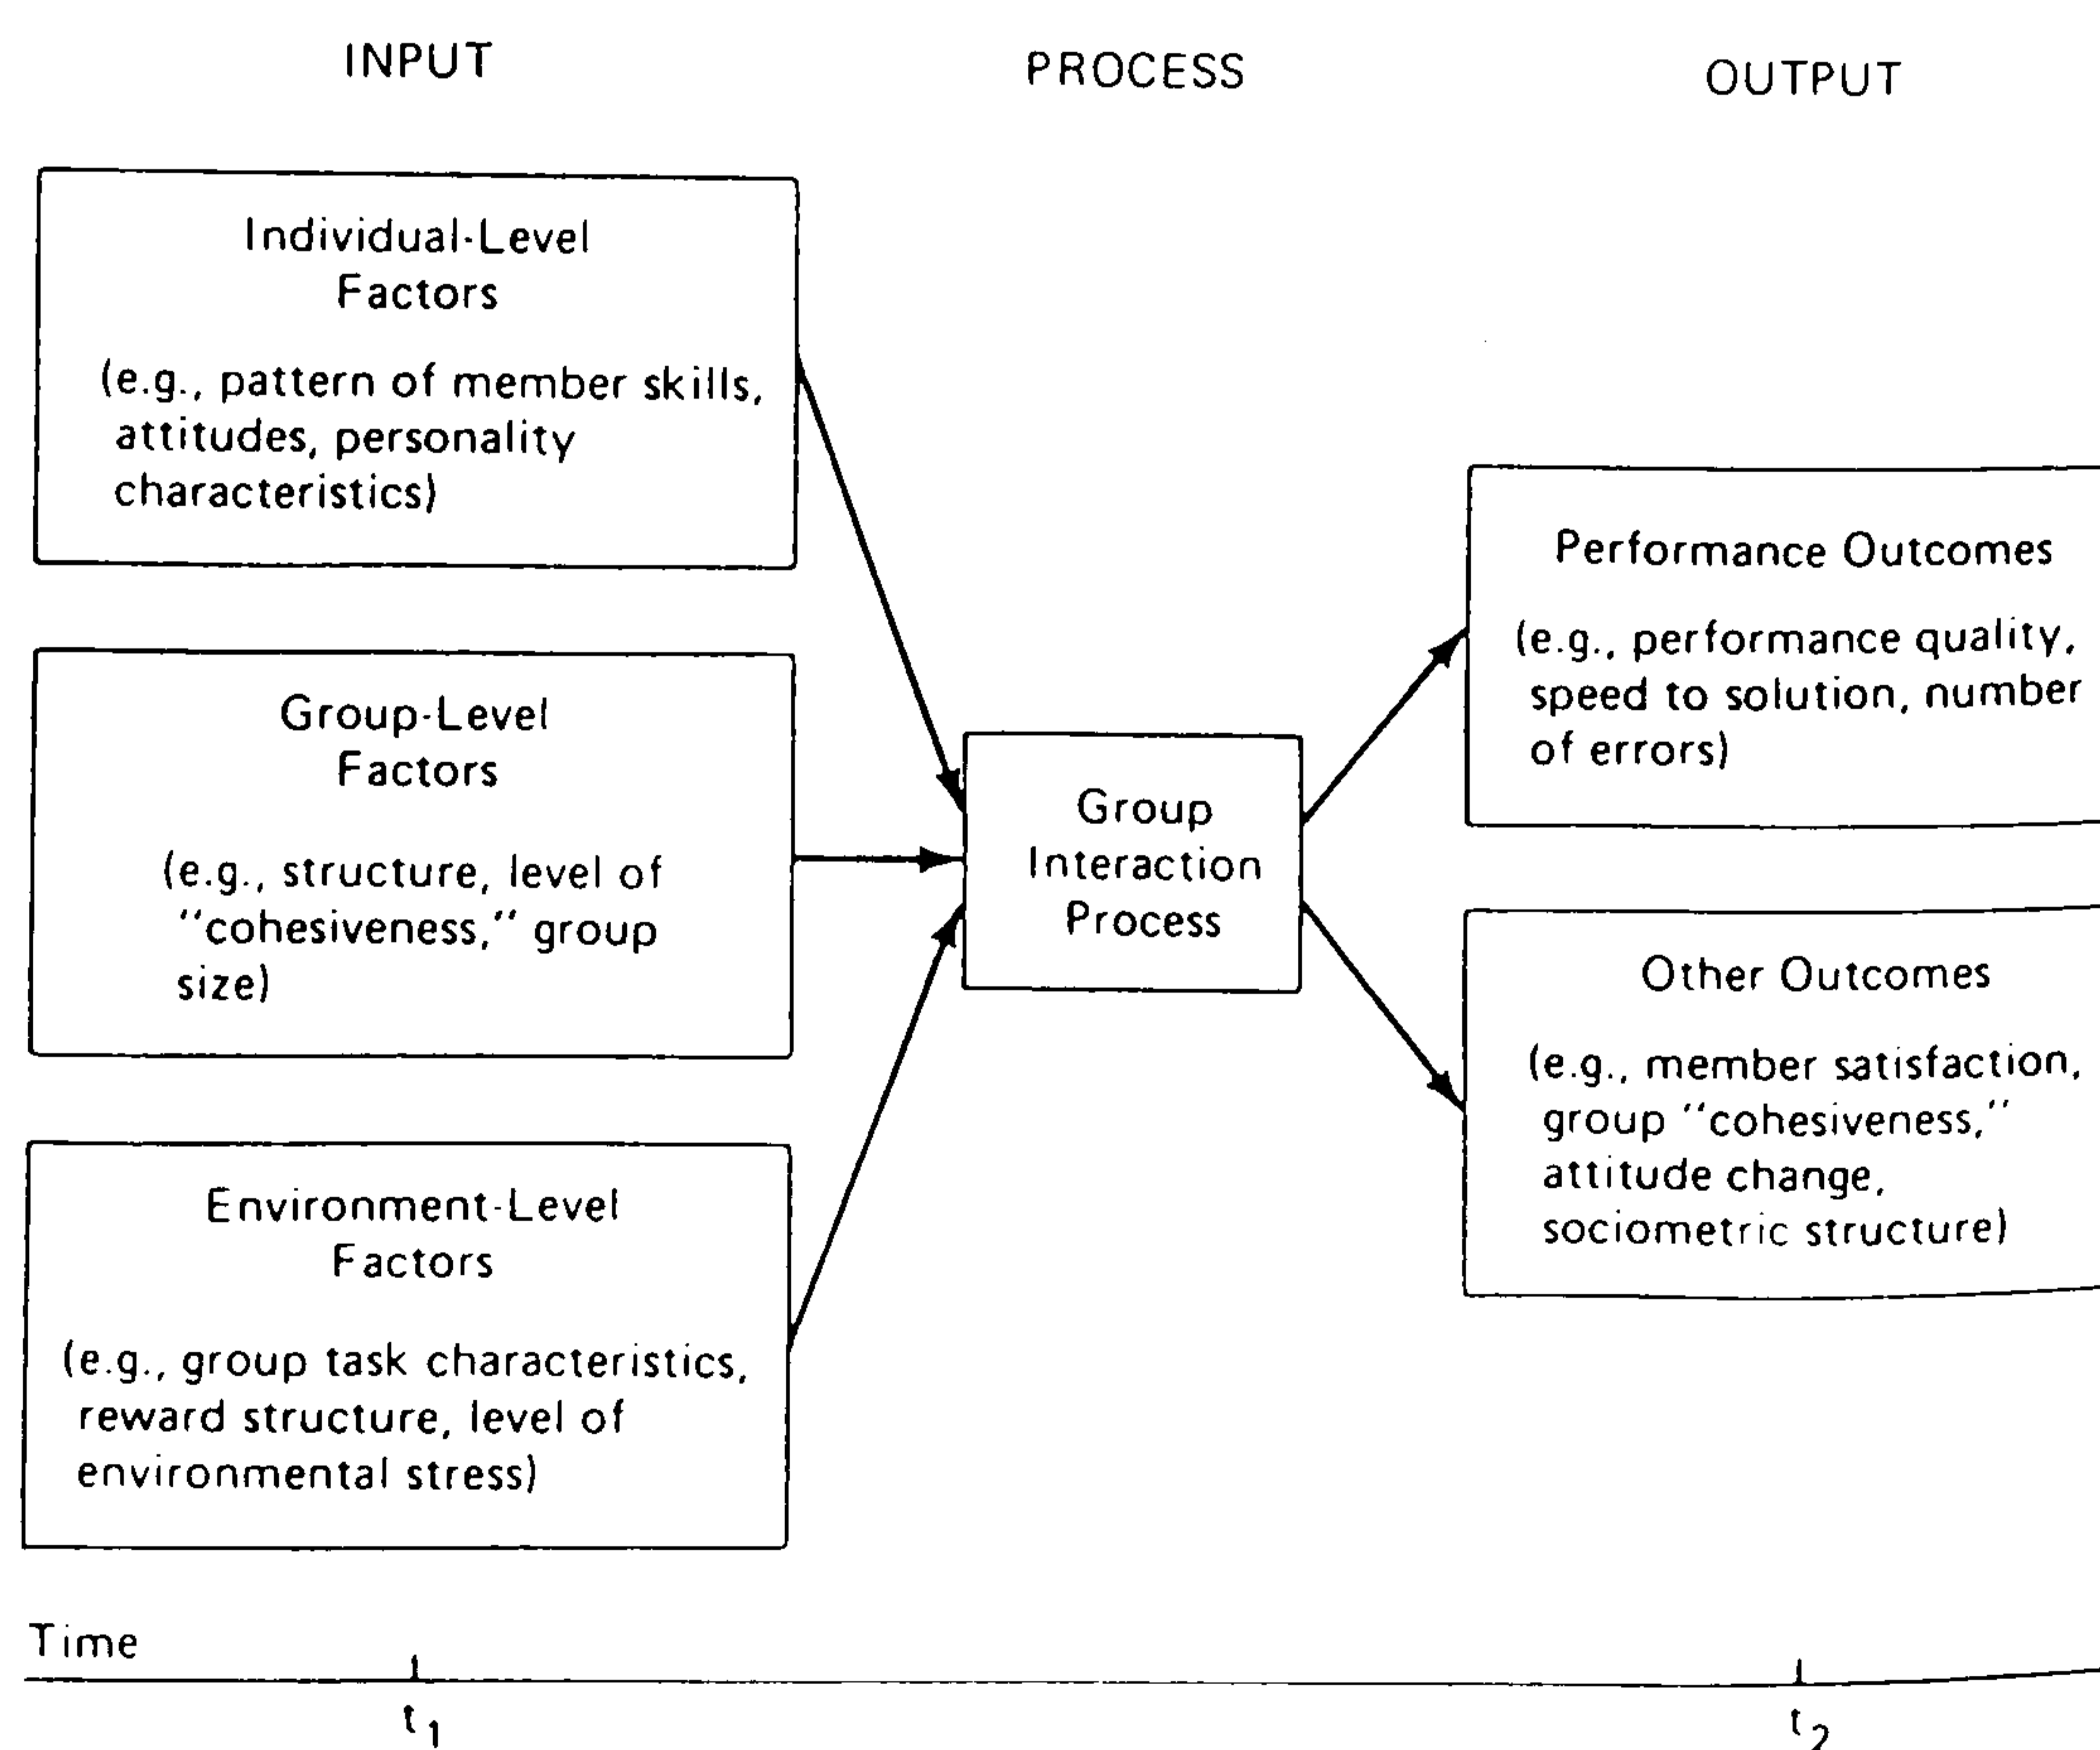 INPUT
PROCESS
OUTPUT
Individual-Level
Factors
(e.g., pattern of member skills,
attitudes, personality
characteristics)
Group-Level
Factors
(e.g., structure, level of
"cohesiveness," group
size)
Environment-Level
Factors
(e.g., group task characteristics,
reward structure, level of
environmental stress)
Group
Interaction
Process
Performance Outcomes
(e.g., performance quality,
speed to solution, number
of errors)
Other Outcomes
(e.g., member satisfaction,
group "cohesiveness,"
attitude change,
sociometric structure)
Time
t₁
t₂